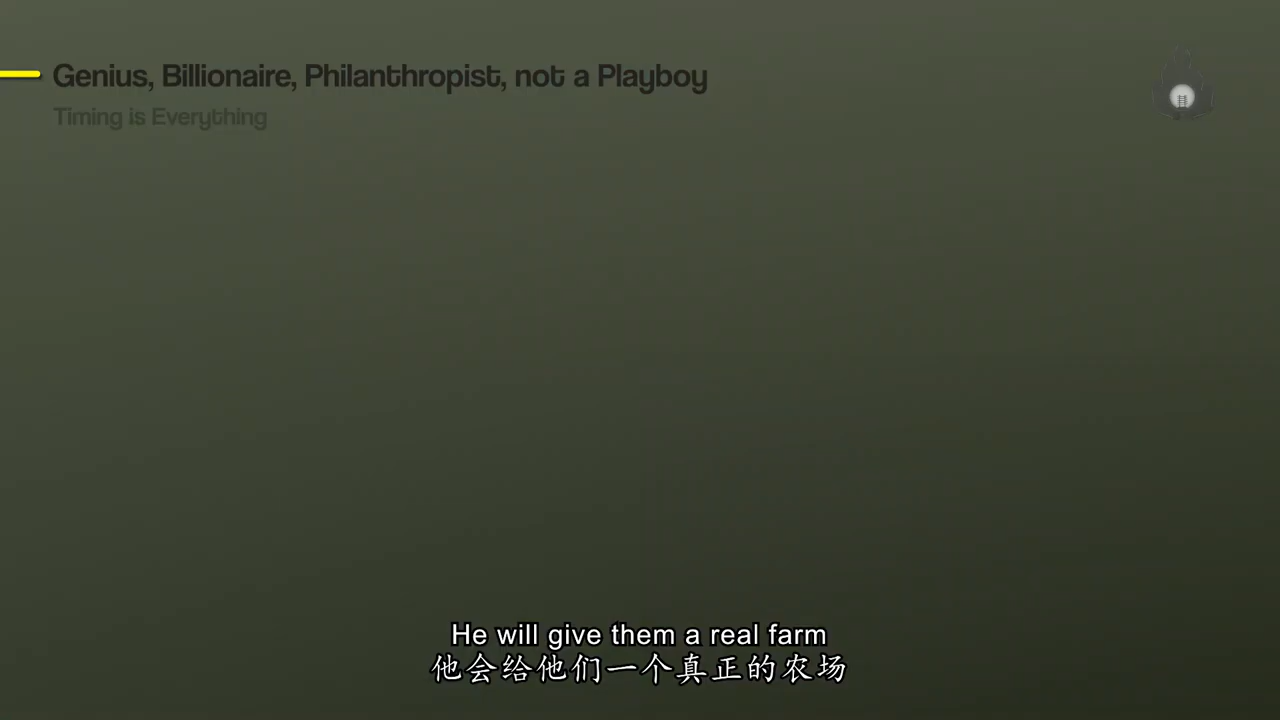 Genius, Billionaire, Philanthropist, not a Playboy
Timing is Everything
He will give them a real farm
他会给他们一个真正的农场